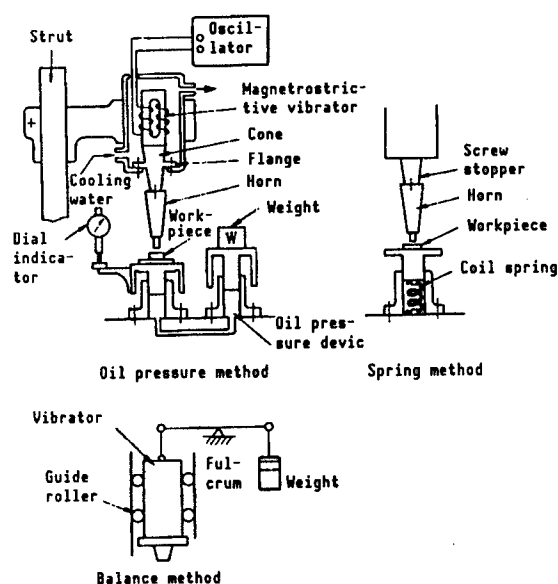 Strut
Oscil-
lator
Magnetrostric-
tive vibrator
Cone
Flange
Cooling
water
Horn
Work-
piece
Weight
W
Dial
indica-
tor
Oil pres-
sure devic
Oil pressure method
Screw
stopper
Horn
Workpiece
Coil spring
Spring method
Vibrator
Guide
roller
Ful-
crum
Weight
Balance method